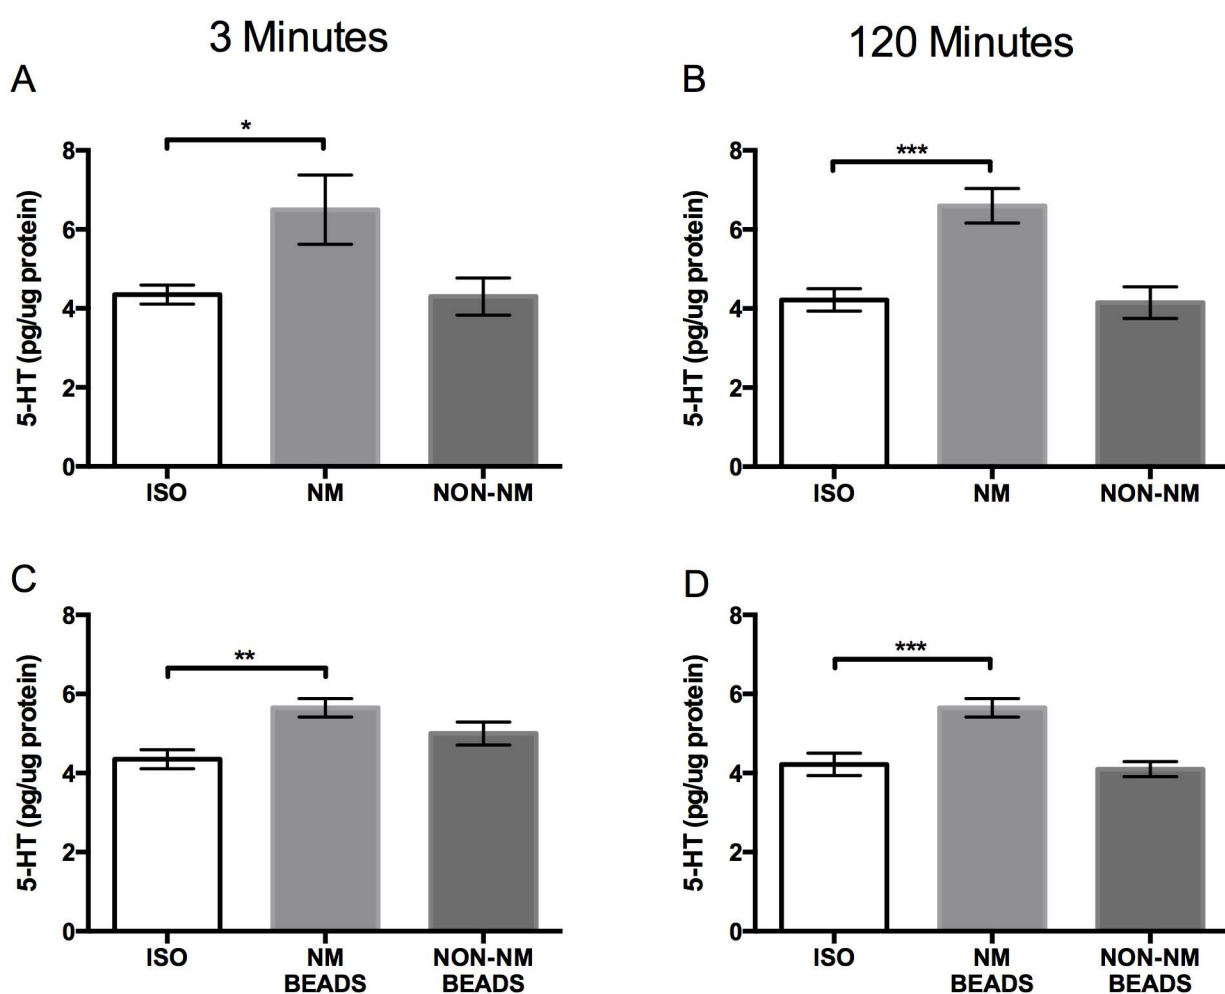 3 Minutes
120 Minutes
A
B
*
***
8
6
4
2
0
5-HT (pg/ug protein)
ISO NM NON-NM
8
6
4
2
0
5-HT (pg/ug protein)
ISO NM NON-NM
C
D
**
***
8
6
4
2
0
5-HT (pg/ug protein)
ISO NM NON-NM
BEADS BEADS
8
6
4
2
0
5-HT (pg/ug protein)
ISO NM NON-NM
BEADS BEADS